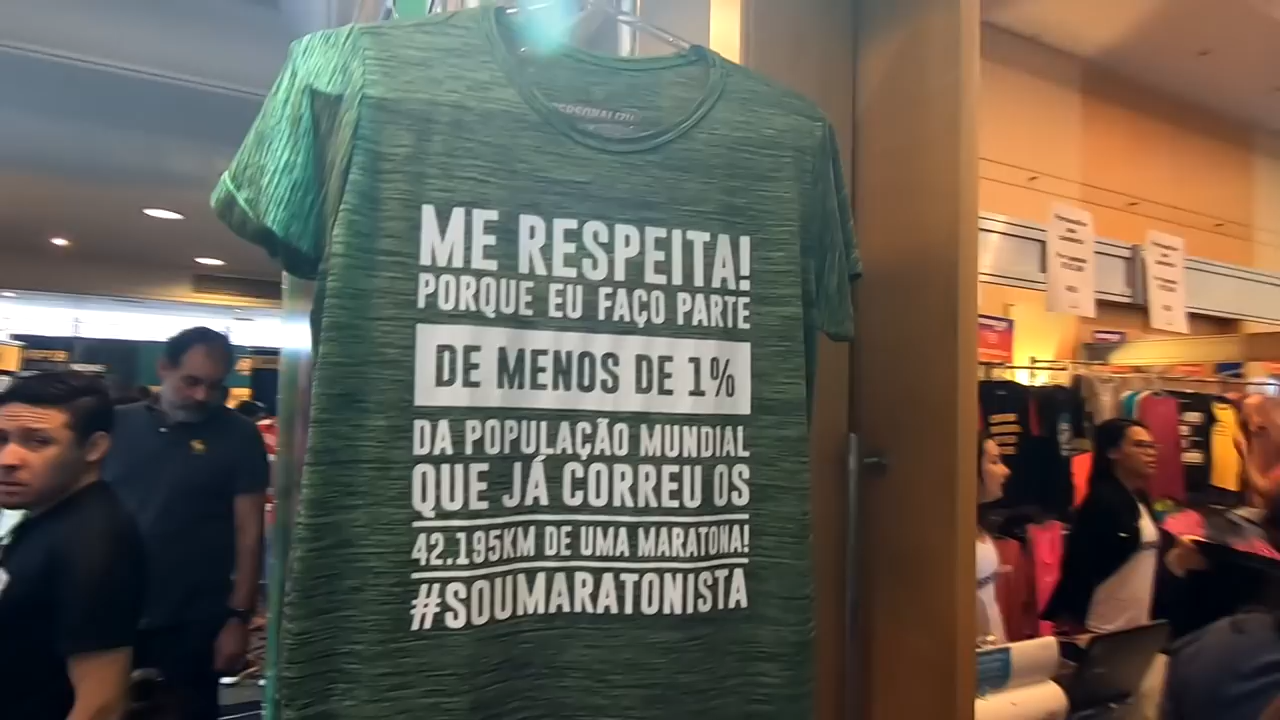 ME RESPEITA!
PORQUE EU FAÇO PARTE
DE MENOS DE 1%
DA POPULAÇÃO MUNDIAL
QUE JÁ CORREU OS
42.195KM DE UMA MARATONA!
#SOUMARATONISTA